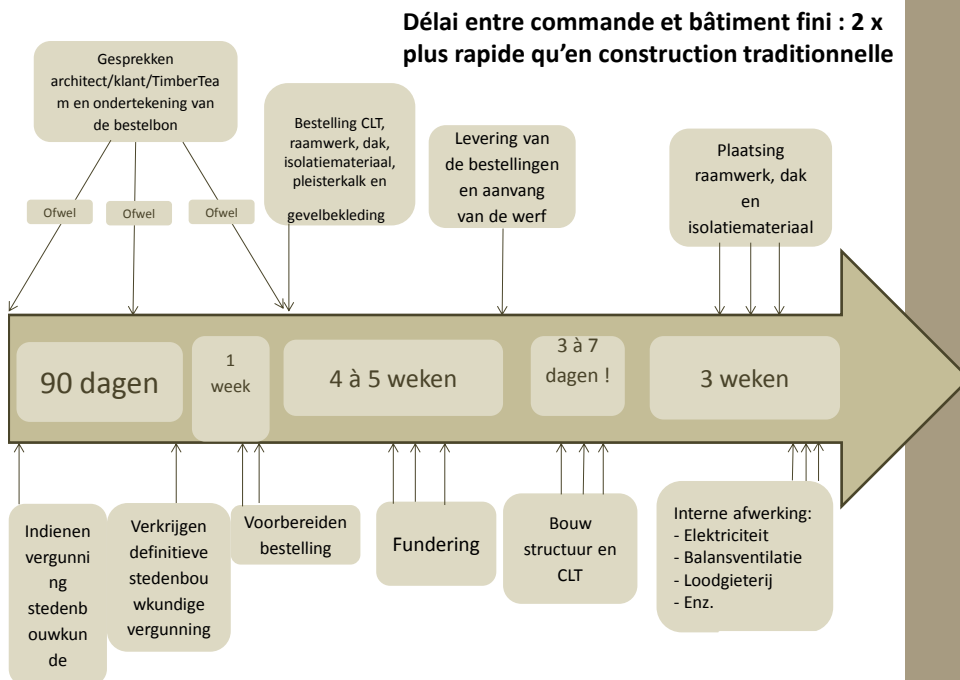 Délai entre commande et bâtiment fini : 2 x
plus rapide qu'en construction traditionnelle
Gesprekken
architect/klant/TimberTea
m en ondertekening van
de bestelbon
Bestelling CLT,
raamwerk, dak,
isolatiemateriaal,
pleisterkalk en
gevelbekleding
Levering van
de bestellingen
en aanvang
van de werf
Plaatsing
raamwerk, dak
en
isolatiemateriaal
Ofwel
Ofwel
Ofwel
90 dagen
1
week
4 à 5 weken
3 à 7
dagen !
3 weken
Indienen
vergunni
ng
stedenb
ouwkun
de
Verkrijgen
definitieve
stedenbou
wkundige
vergunning
Voorbereiden
bestelling
Fundering
Bouw
structuur en
CLT
Interne afwerking:
- Elektriciteit
- Balansventilatie
- Loodgieterij
- Enz.